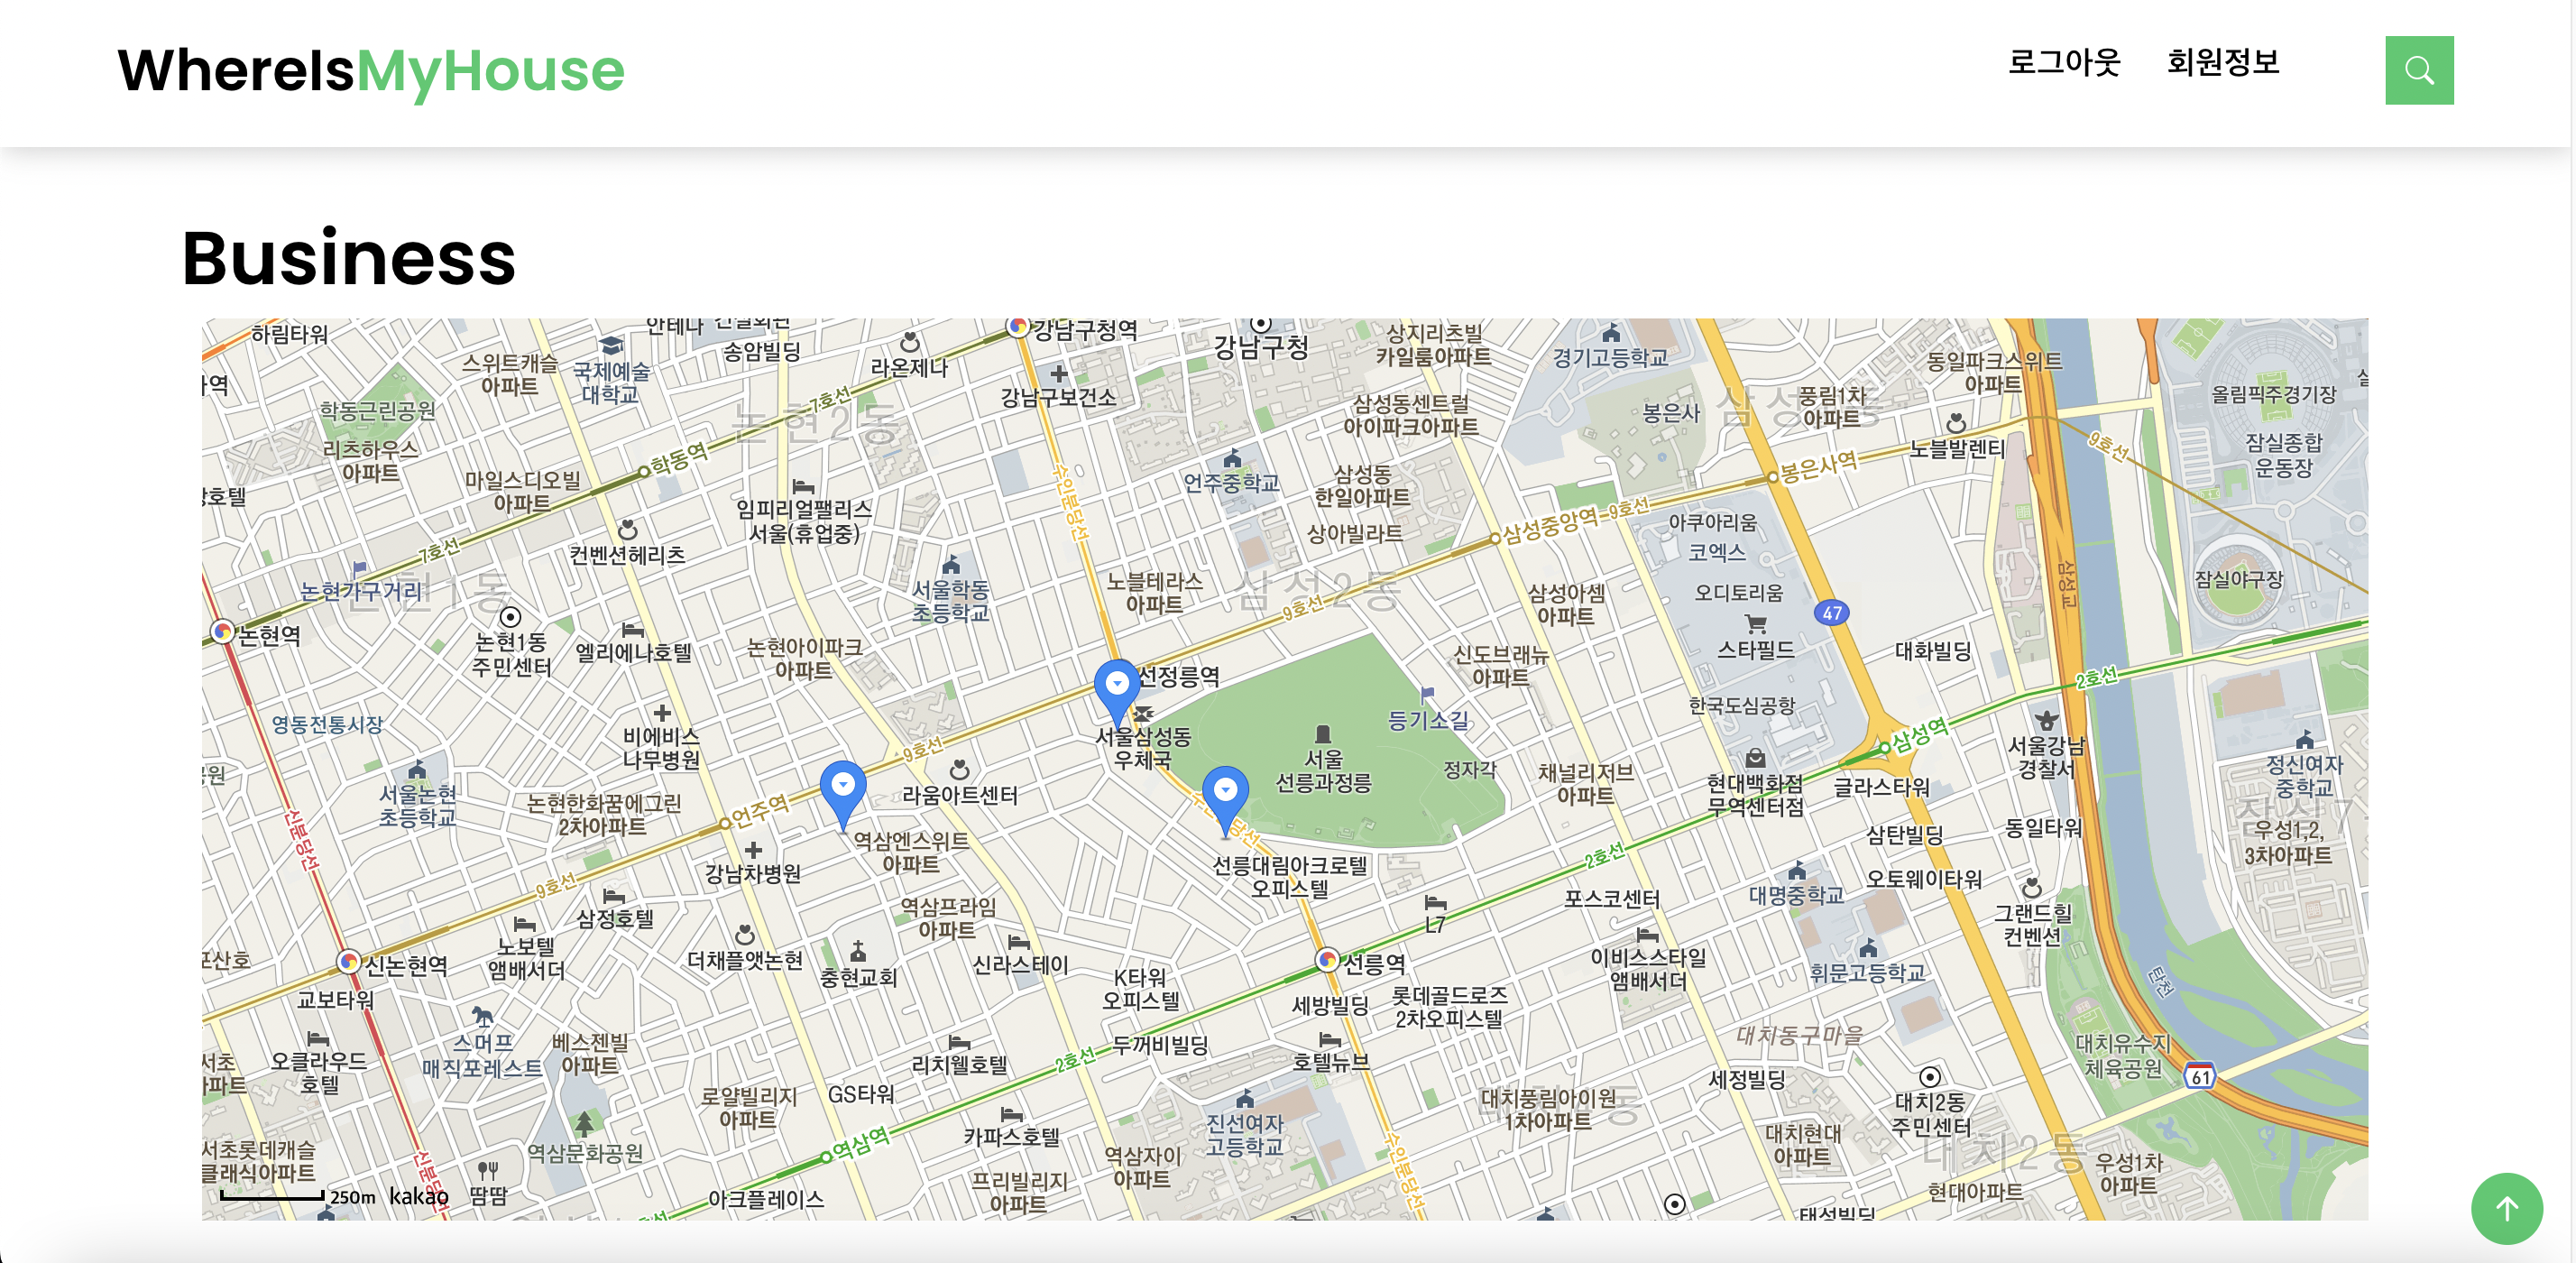 WhereIsMyHouse
로그아웃 회원정보
Business
하림타워
안테나
송암빌딩
강남구청역
강남구청
상지리츠빌
카일룸아파트
경기고등학교
동일파크스위트
아파트
스위트캐슬
아파트
국제예술
대학교
라온제나
강남구보건소
학동근린공원
7호선
논현2동
삼성동센트럴
아이파크아파트
봉은사
풍림1차
아파트
올림픽주경기장
리츠하우스
아파트
학동역
노블발렌티
9호선
잠실종합
운동장
마일스디오빌
아파트
언주중학교
삼성동
한일아파트
봉은사역
임피리얼팰리스
서울(휴업중)
수인분당선
상아빌라트
삼성중앙역
9호선
아쿠아리움
코엑스
컨벤션헤리츠
7호선
논현가구거리
논현1동
서울학동
초등학교
노블테라스
아파트
삼성2동
9호선
삼성아셈
아파트
오디토리움
47
삼성교
잠실야구장
논현역
논현1동
주민센터
엘리에나호텔
논현아이파크
아파트
스타필드
대화빌딩
선정릉역
신도브래뉴
아파트
2호선
영동전통시장
비에비스
나무병원
9호선
서울삼성동
우체국
등기소길
한국도심공항
삼성역
서울강남
경찰서
서울
선릉과정릉
정자각
채널리저브
아파트
현대백화점
무역센터점
글라스타워
정신여자
중학교
서울논현
초등학교
논현한화꿈에그린
2차아파트
언주역
라움아트센터
역삼엔스위트
아파트
신분당선
강남차병원
9호선
선릉대림아크로텔
오피스텔
2호선
삼탄빌딩
동일타워
우성1,2,
3차아파트
삼정호텔
역삼프라임
아파트
L7
포스코센터
대명중학교
오토웨이타워
그랜드힐
컨벤션
노보텔
앰배서더
더채플앳논현
충현교회
신라스테이
신논현역
선릉역
이비스스타일
앰배서더
휘문고등학교
탄천
교보타워
K타워
오피스텔
세방빌딩
롯데골드로즈
2차오피스텔
스머프
매직포레스트
베스젠빌
아파트
오클라우드
호텔
리치웰호텔
2호선
두꺼비빌딩
호텔뉴브
대치동구마을
대치유수지
체육공원
61
로얄빌리지
아파트
GS타워
세정빌딩
대치풍림아이원
1차아파트
대치2동
주민센터
진선여자
고등학교
역삼역
카파스호텔
대치현대
아파트
대치2동
서초롯데캐슬
클래식아파트
역삼문화공원
역삼자이
아파트
수인분당선
우성1차
아파트
현대아파트
프리빌리지
아파트
신분당선
250m kakao
땀땀
아크플레이스
태성빌딩